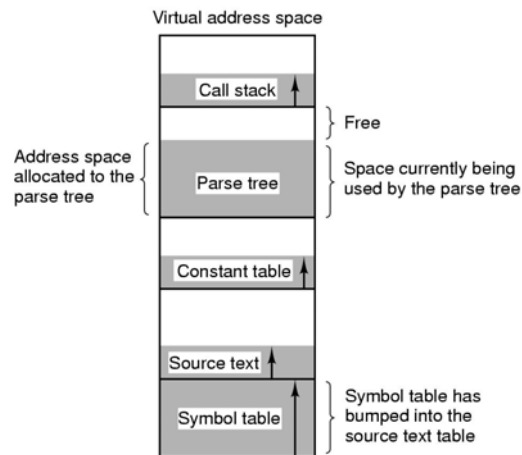 Virtual address space
Call stack
Free
Address space
allocated to the
parse tree
Parse tree
Space currently being
used by the parse tree
Constant table
Source text
Symbol table
Symbol table has
bumped into the
source text table